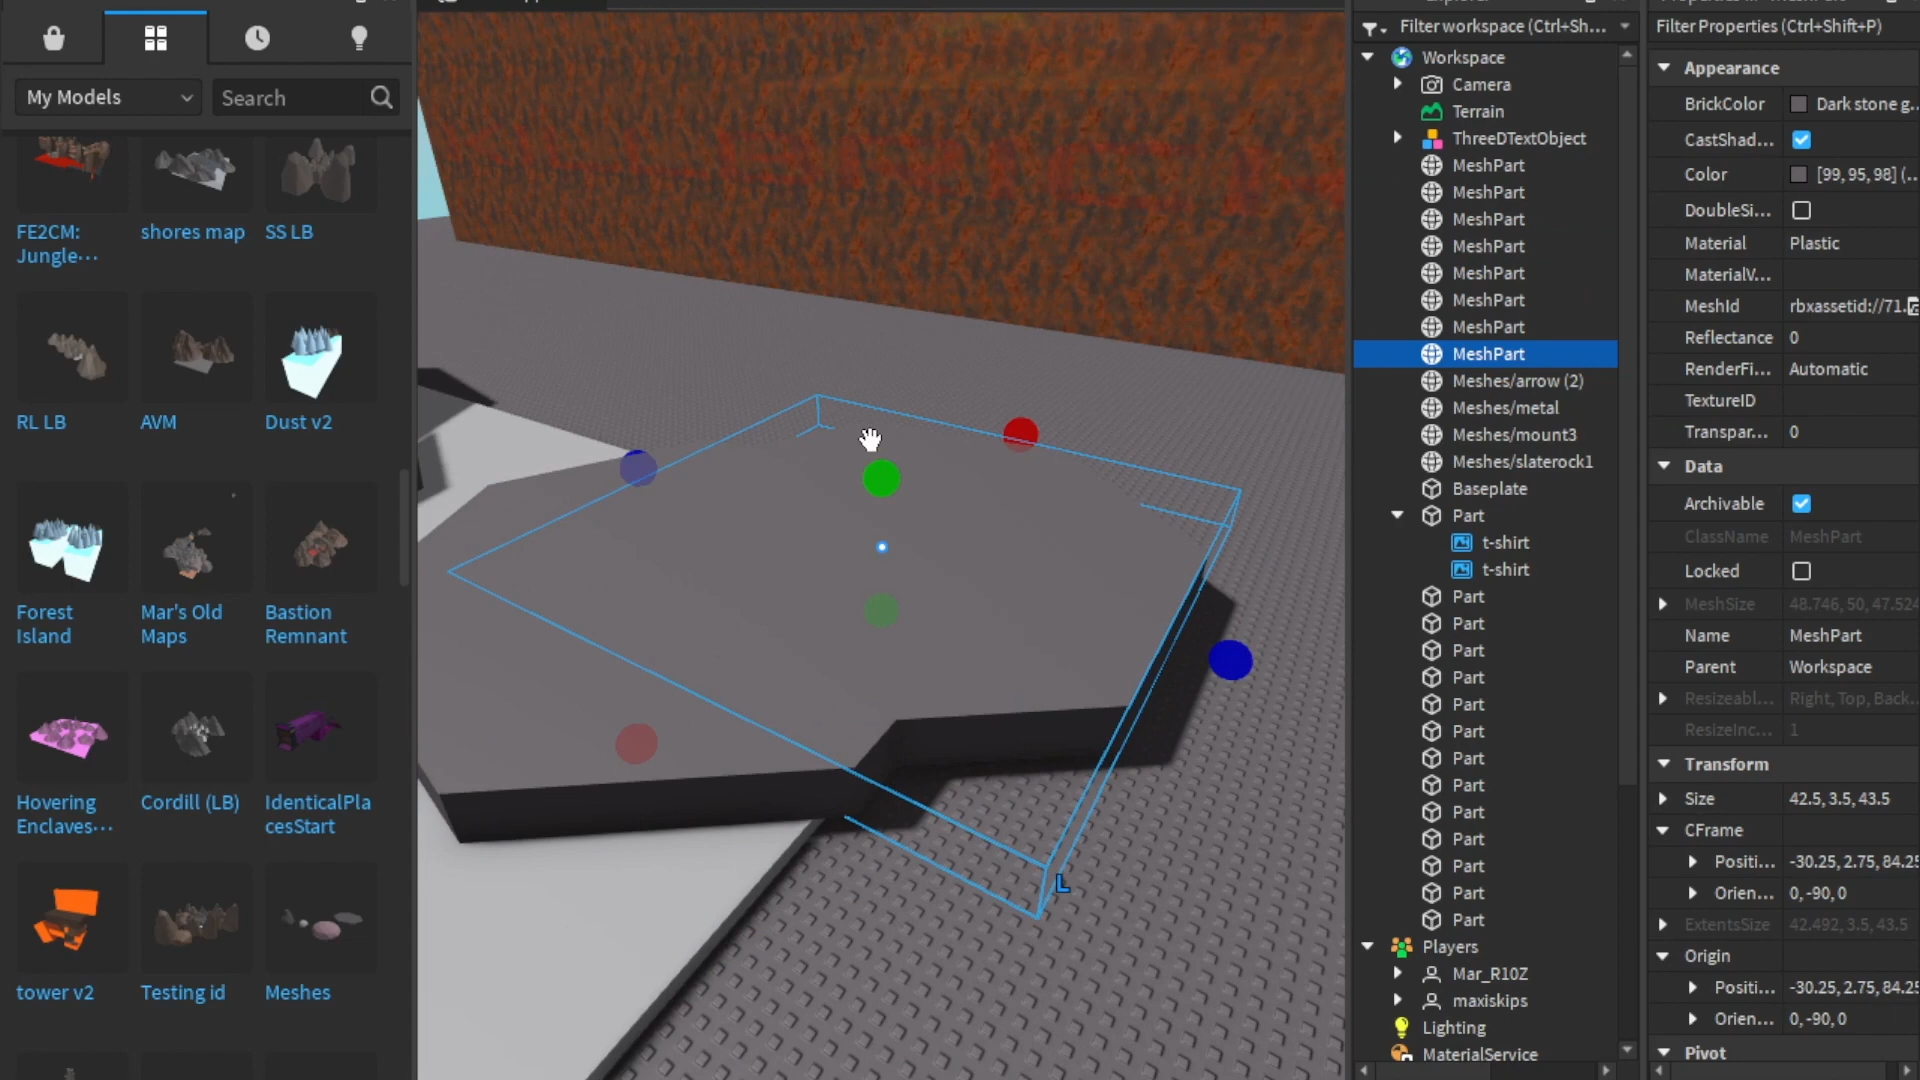 My Models
Search
FE2CM:
Jungle...
shores map
SS LB
RL LB
AVM
Dust v2
Forest
Island
Mar's Old
Maps
Bastion
Remnant
Hovering
Enclaves...
Cordill (LB)
IdenticalPla
cesStart
tower v2
Testing id
Meshes
L
Filter workspace (Ctrl+Sh...
Workspace
Camera
Terrain
ThreeDTextObject
MeshPart
MeshPart
MeshPart
MeshPart
MeshPart
MeshPart
MeshPart
MeshPart
Meshes/arrow (2)
Meshes/metal
Meshes/mount3
Meshes/slaterock1
Baseplate
Part
t-shirt
t-shirt
Part
Part
Part
Part
Part
Part
Part
Part
Part
Part
Part
Part
Part
Players
Mar_R10Z
maxiskips
Lighting
MaterialService
Filter Properties (Ctrl+Shift+P)
Appearance
BrickColor Dark stone g..
CastShad...
Color [99, 95, 98] (..
DoubleSi...
Material Plastic
MaterialV...
MeshId rbxassetid://71.
Reflectance 0
RenderFi... Automatic
TextureID
Transpar... 0
Data
Archivable
ClassName MeshPart
Locked
MeshSize 48.746, 50, 47.524
Name MeshPart
Parent Workspace
Resizeabl... Right, Top, Back..
ResizeInc... 1
Transform
Size 42.5, 3.5, 43.5
CFrame
Positi... -30.25, 2.75, 84.25
Orien... 0, -90, 0
ExtentsSize 42.492, 3.5, 43.5
Origin
Positi... -30.25, 2.75, 84.25
Orien... 0, -90, 0
Pivot